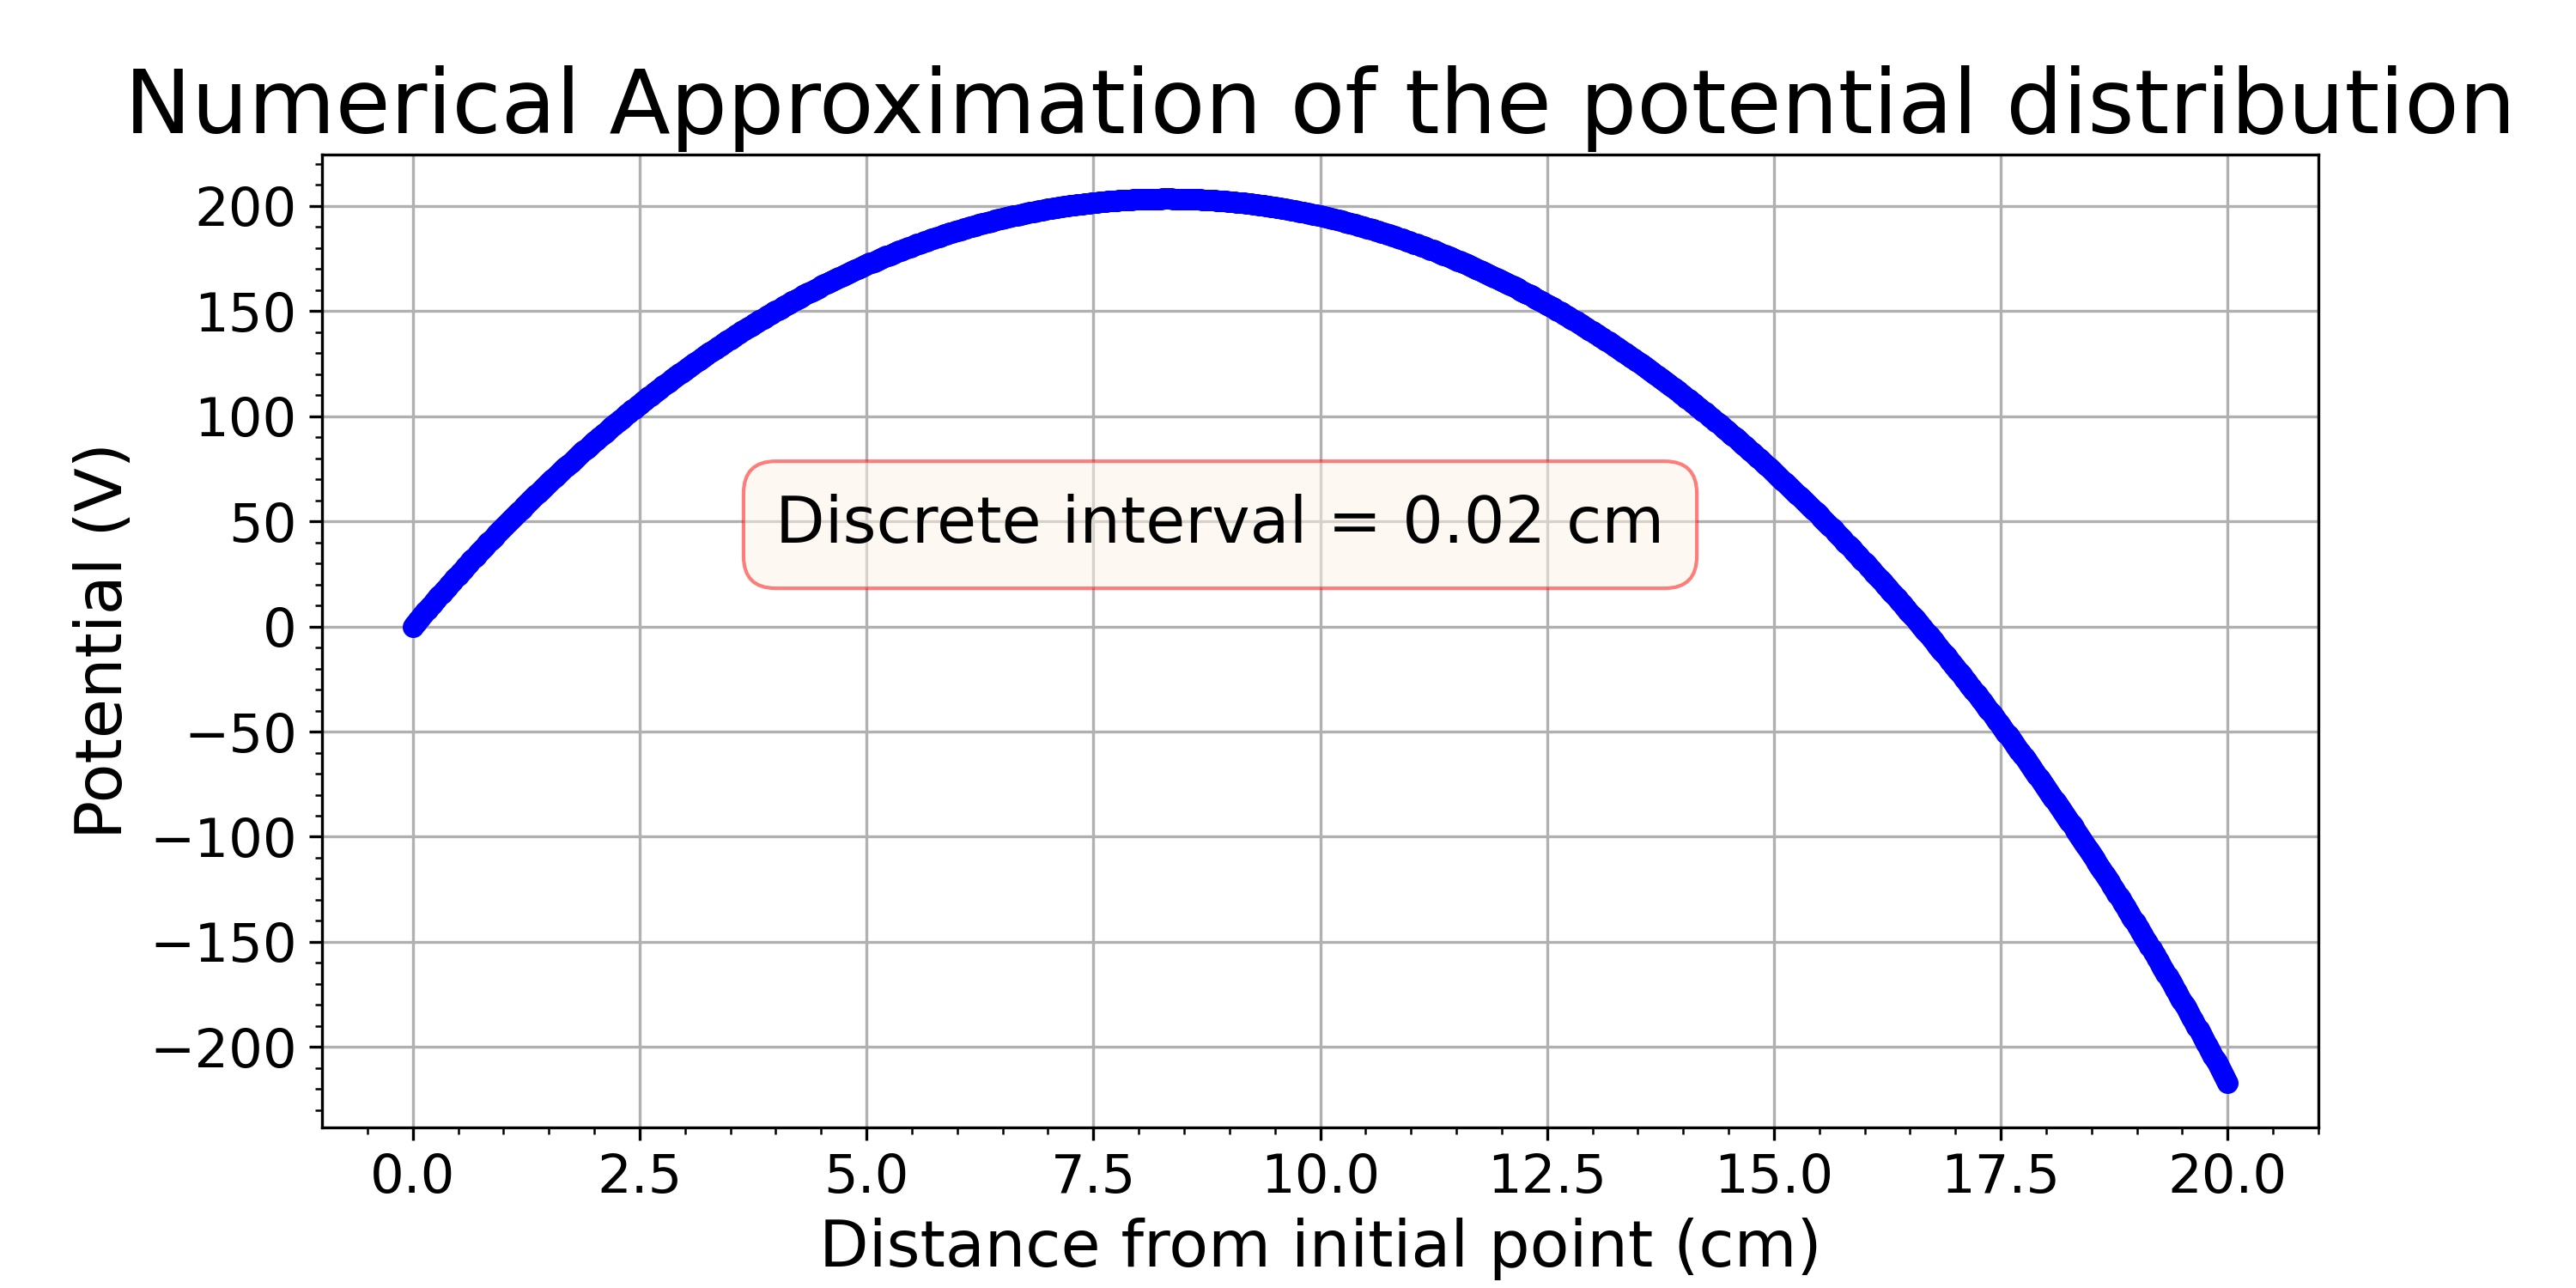 Numerical Approximation of the potential distribution
200
150
100
50
0
−50
−100
−150
−200
Potential (V)
Discrete interval = 0.02 cm
0.0 2.5 5.0 7.5 10.0 12.5 15.0 17.5 20.0
Distance from initial point (cm)